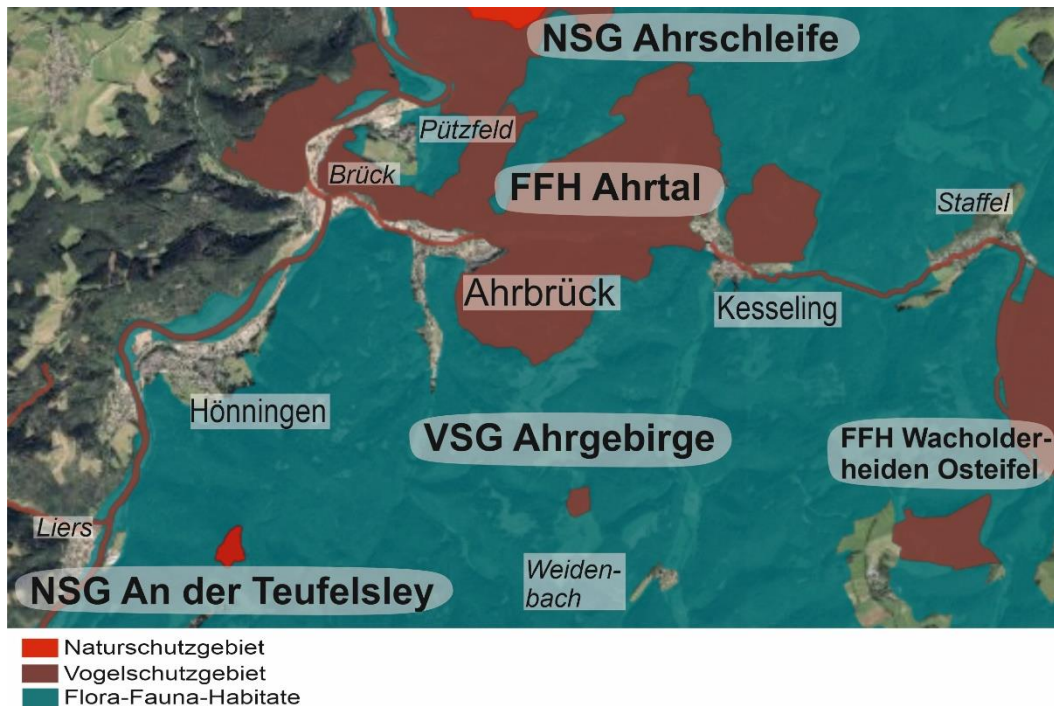 NSG Ahrschleife
Pützfeld
Brück
FFH Ahrtal
Staffel
Ahrbrück
Kesseling
Hönningen
VSG Ahrgebirge
FFH Wacholder-
heiden Osteifel
Liers
NSG An der Teufelsley
Weiden-
bach
Naturschutzgebiet
Vogelschutzgebiet
Flora-Fauna-Habitate